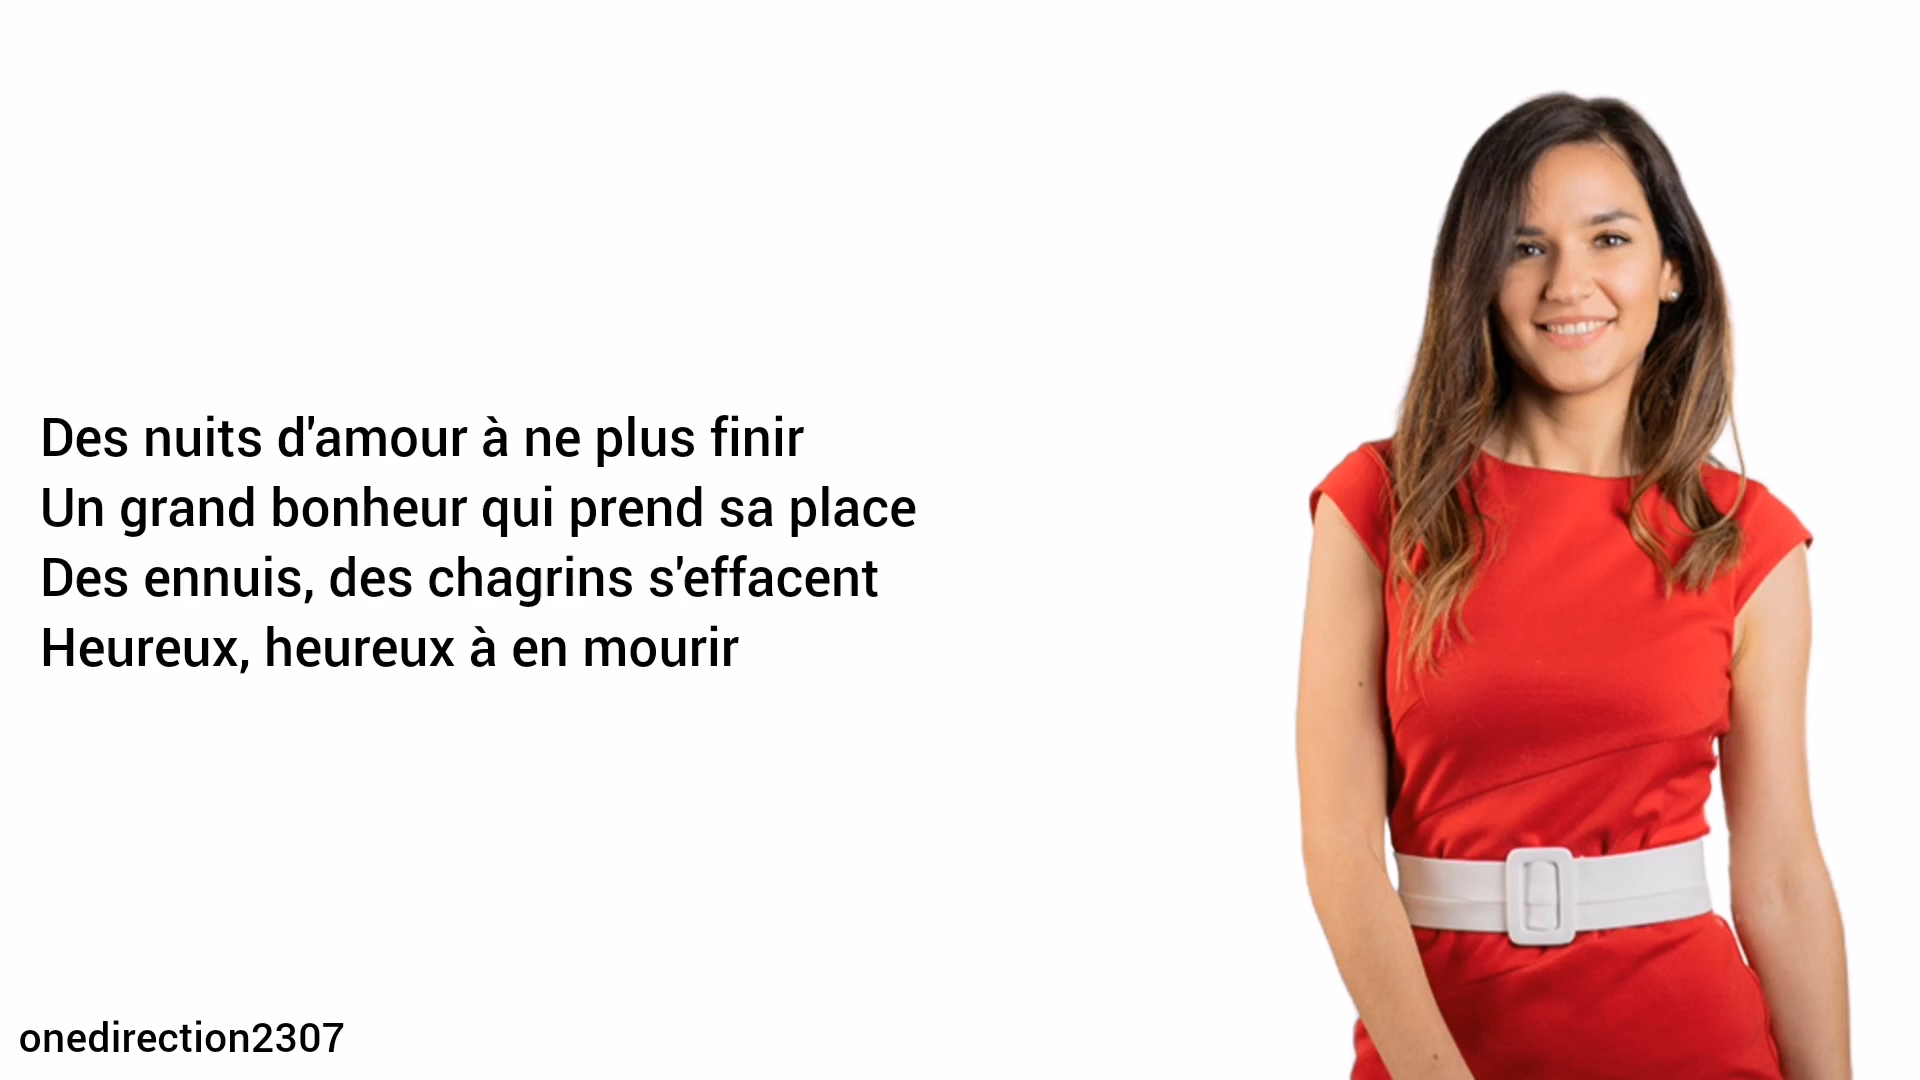 Des nuits d'amour à ne plus finir
Un grand bonheur qui prend sa place
Des ennuis, des chagrins s'effacent
Heureux, heureux à en mourir
onedirection2307